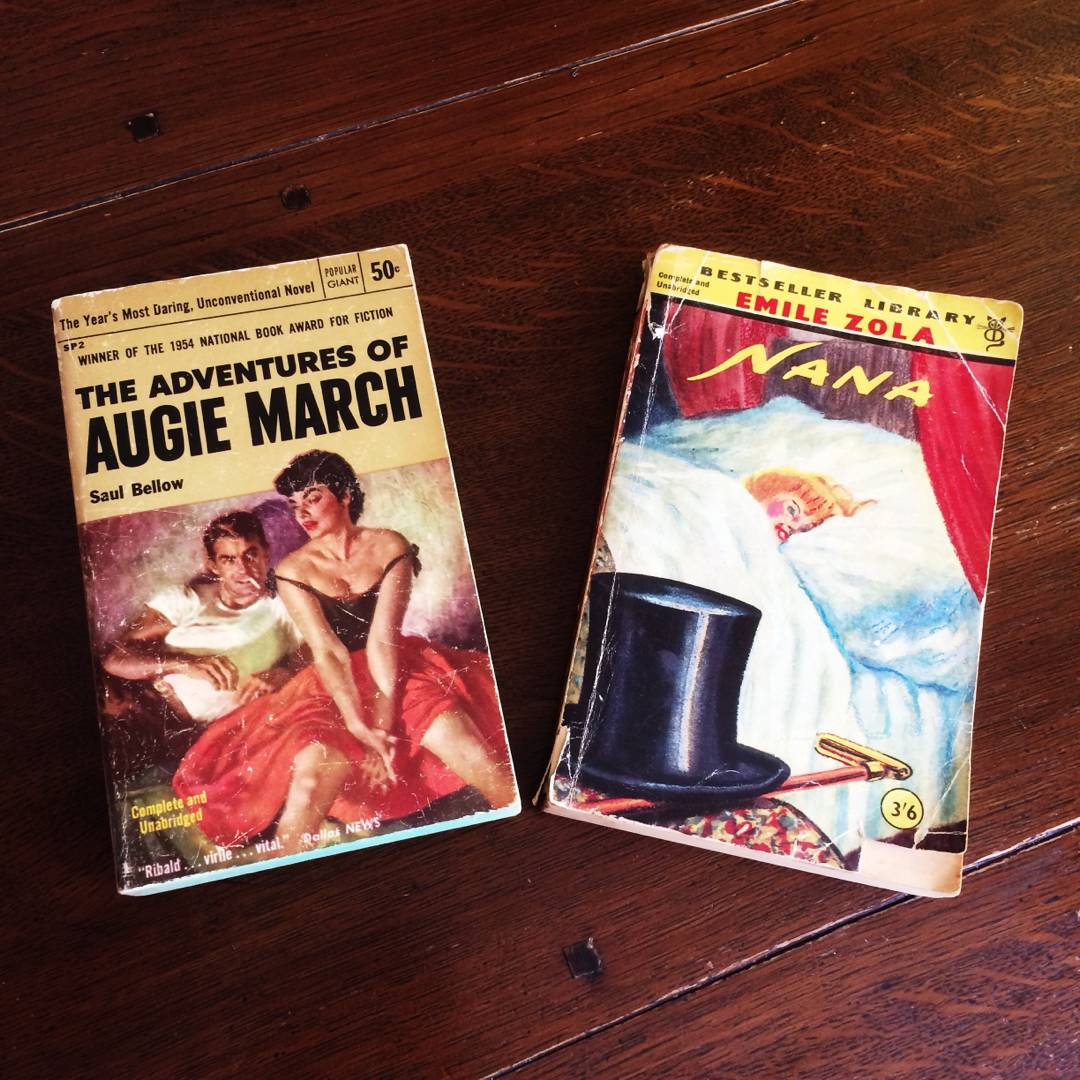 The Year's Most Daring, Unconventional Novel
POPULAR
GIANT
50c
SP2
WINNER OF THE 1954 NATIONAL BOOK AWARD FOR FICTION
THE ADVENTURES OF
AUGIE MARCH
Saul Bellow
Complete and
Unabridged
"Ribald...virile...vital." Dallas NEWS
Complete and
Unabridged
BESTSELLER LIBRARY
EMILE ZOLA
NANA
3'6